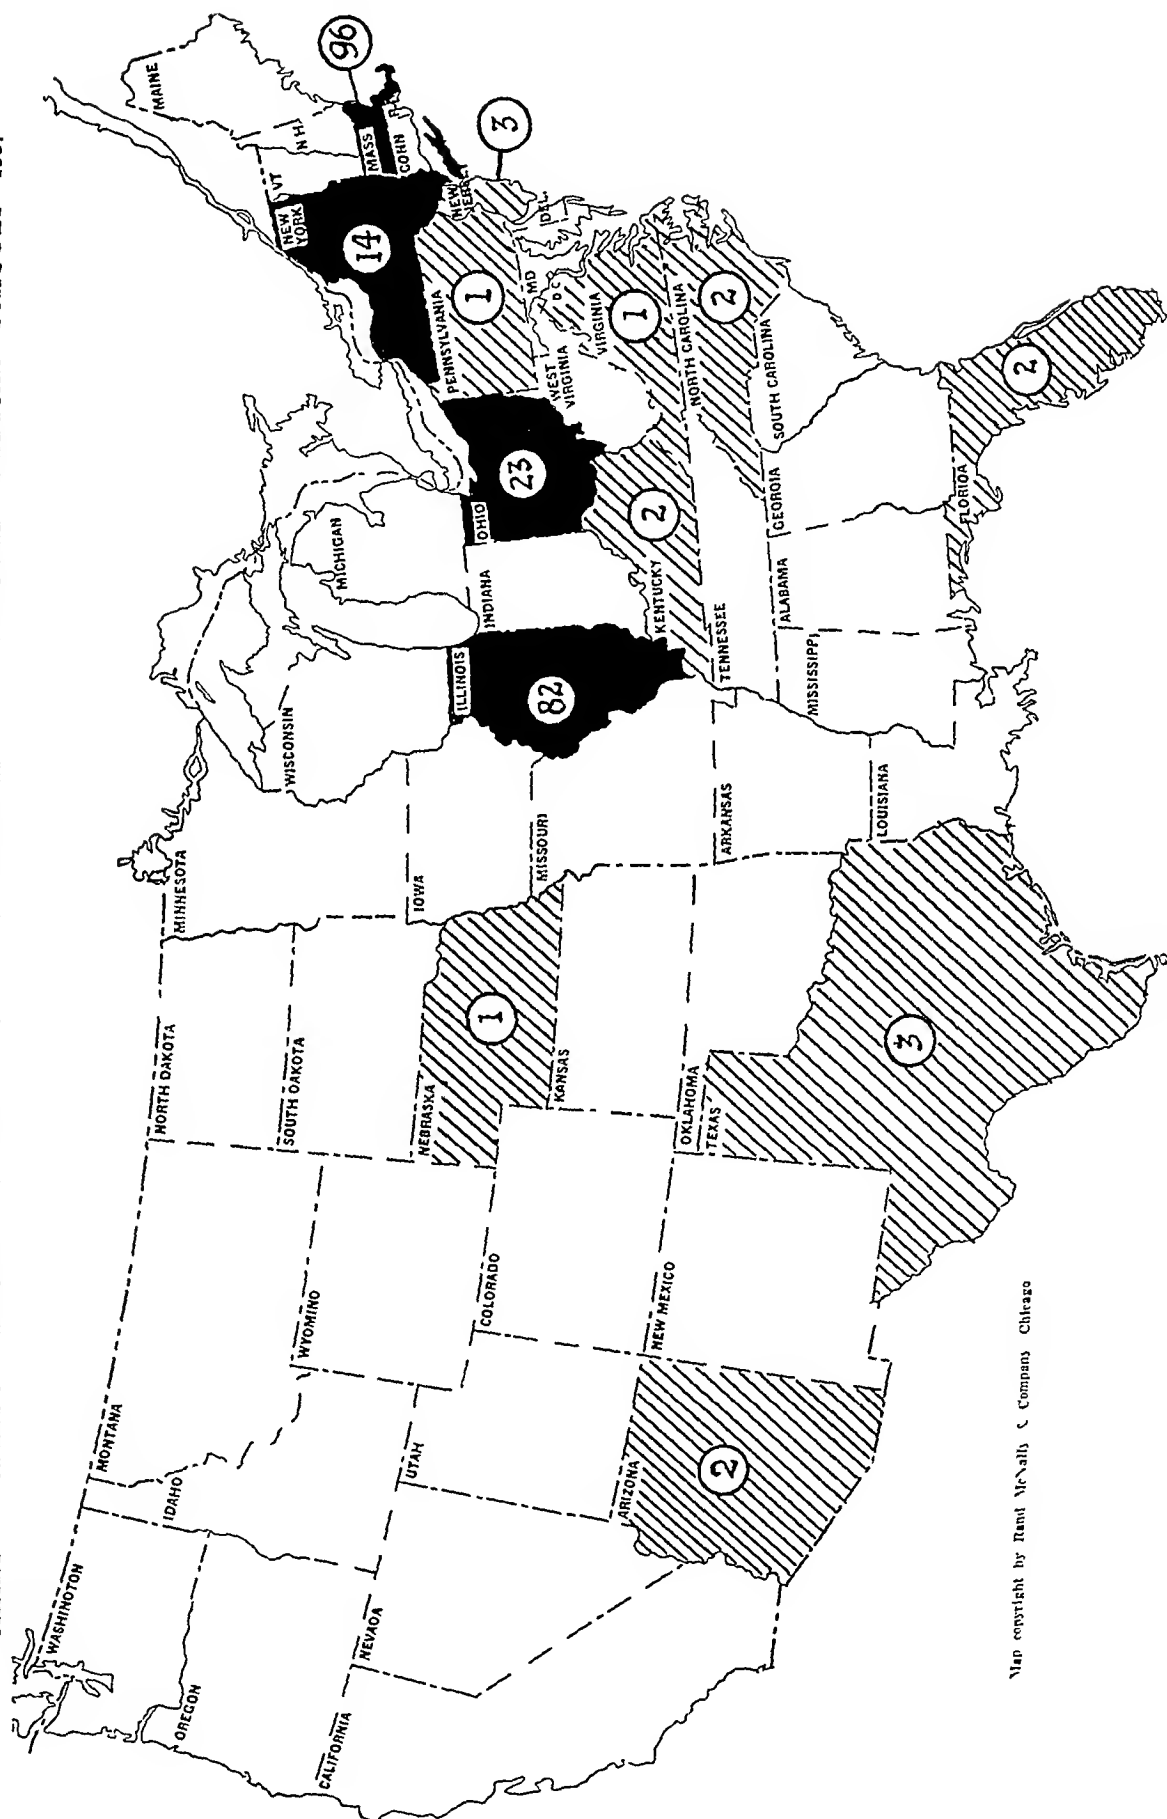 WASHINGTON
MONTANA
NORTH DAKOTA
MINNESOTA
MAINE
OREGON
IDAHO
WYOMING
SOUTH DAKOTA
WISCONSIN
MICHIGAN
VT
N H
NEW YORK
14
MASS
96
CONN
R
CALIFORNIA
NEVADA
UTAH
COLORADO
NEBRASKA
1
IOWA
ILLINOIS
82
INDIANA
OHIO
23
PENNSYLVANIA
1
NEW JERSEY
3
DEL.
MD
D C
WEST VIRGINIA
VIRGINIA
1
KANSAS
MISSOURI
KENTUCKY
2
ARIZONA
2
NEW MEXICO
OKLAHOMA
TEXAS
3
ARKANSAS
TENNESSEE
NORTH CAROLINA
2
SOUTH CAROLINA
MISSISSIPPI
ALABAMA
GEORGIA
LOUISIANA
FLORIDA
2
Map copyright by Rand McNally & Company Chicago